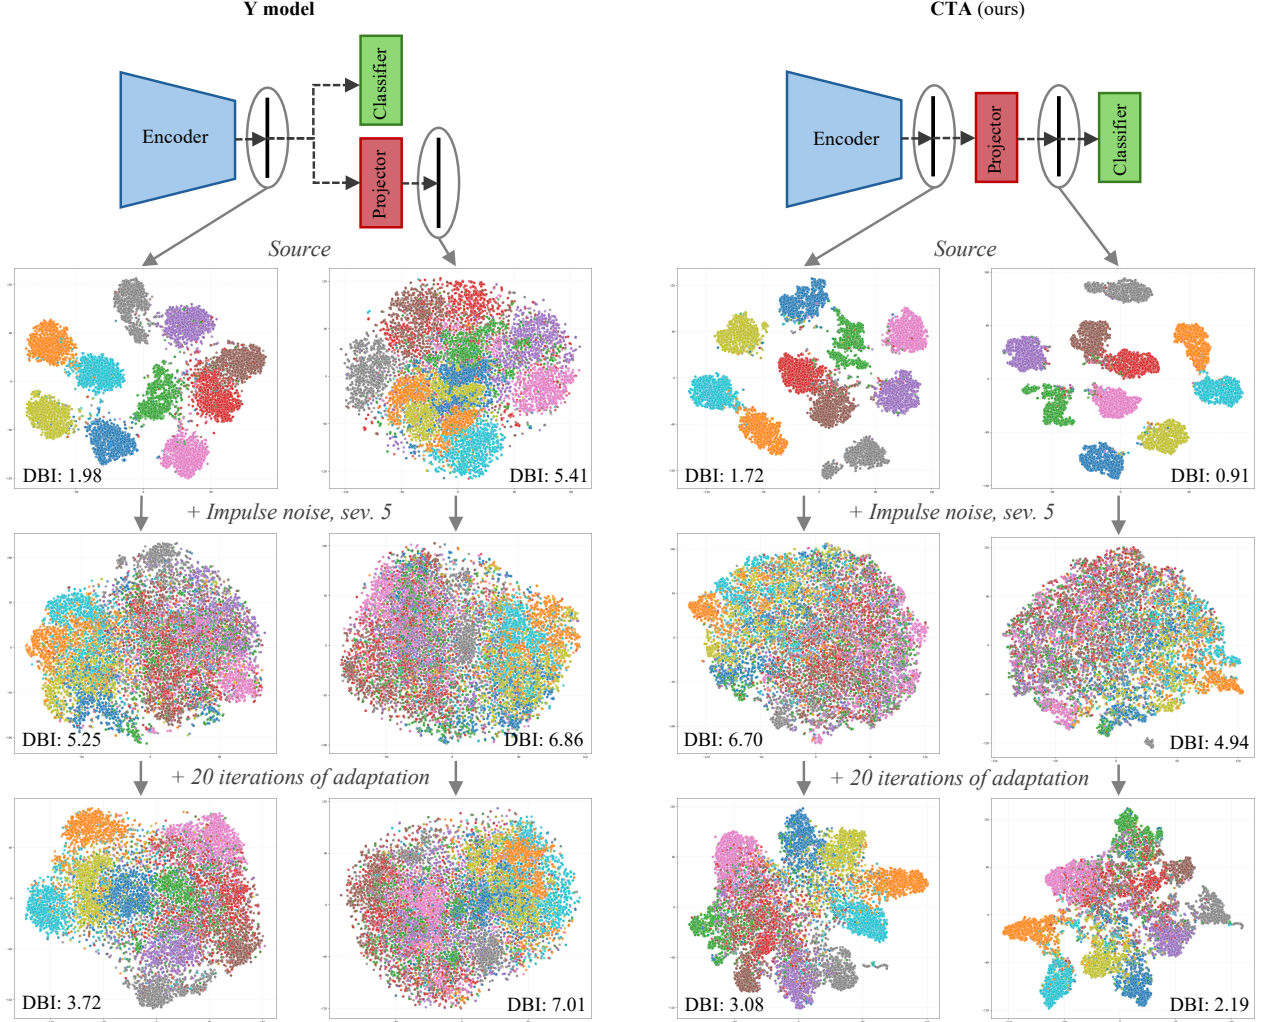 Y model
CTA (ours)
Encoder
Classifier
Projector
Encoder
Projector
Classifier
Source
Source
DBI: 1.98
DBI: 5.41
DBI: 1.72
DBI: 0.91
+ Impulse noise, sev. 5
+ Impulse noise, sev. 5
DBI: 5.25
DBI: 6.86
DBI: 6.70
DBI: 4.94
+ 20 iterations of adaptation
+ 20 iterations of adaptation
DBI: 3.72
DBI: 7.01
DBI: 3.08
DBI: 2.19